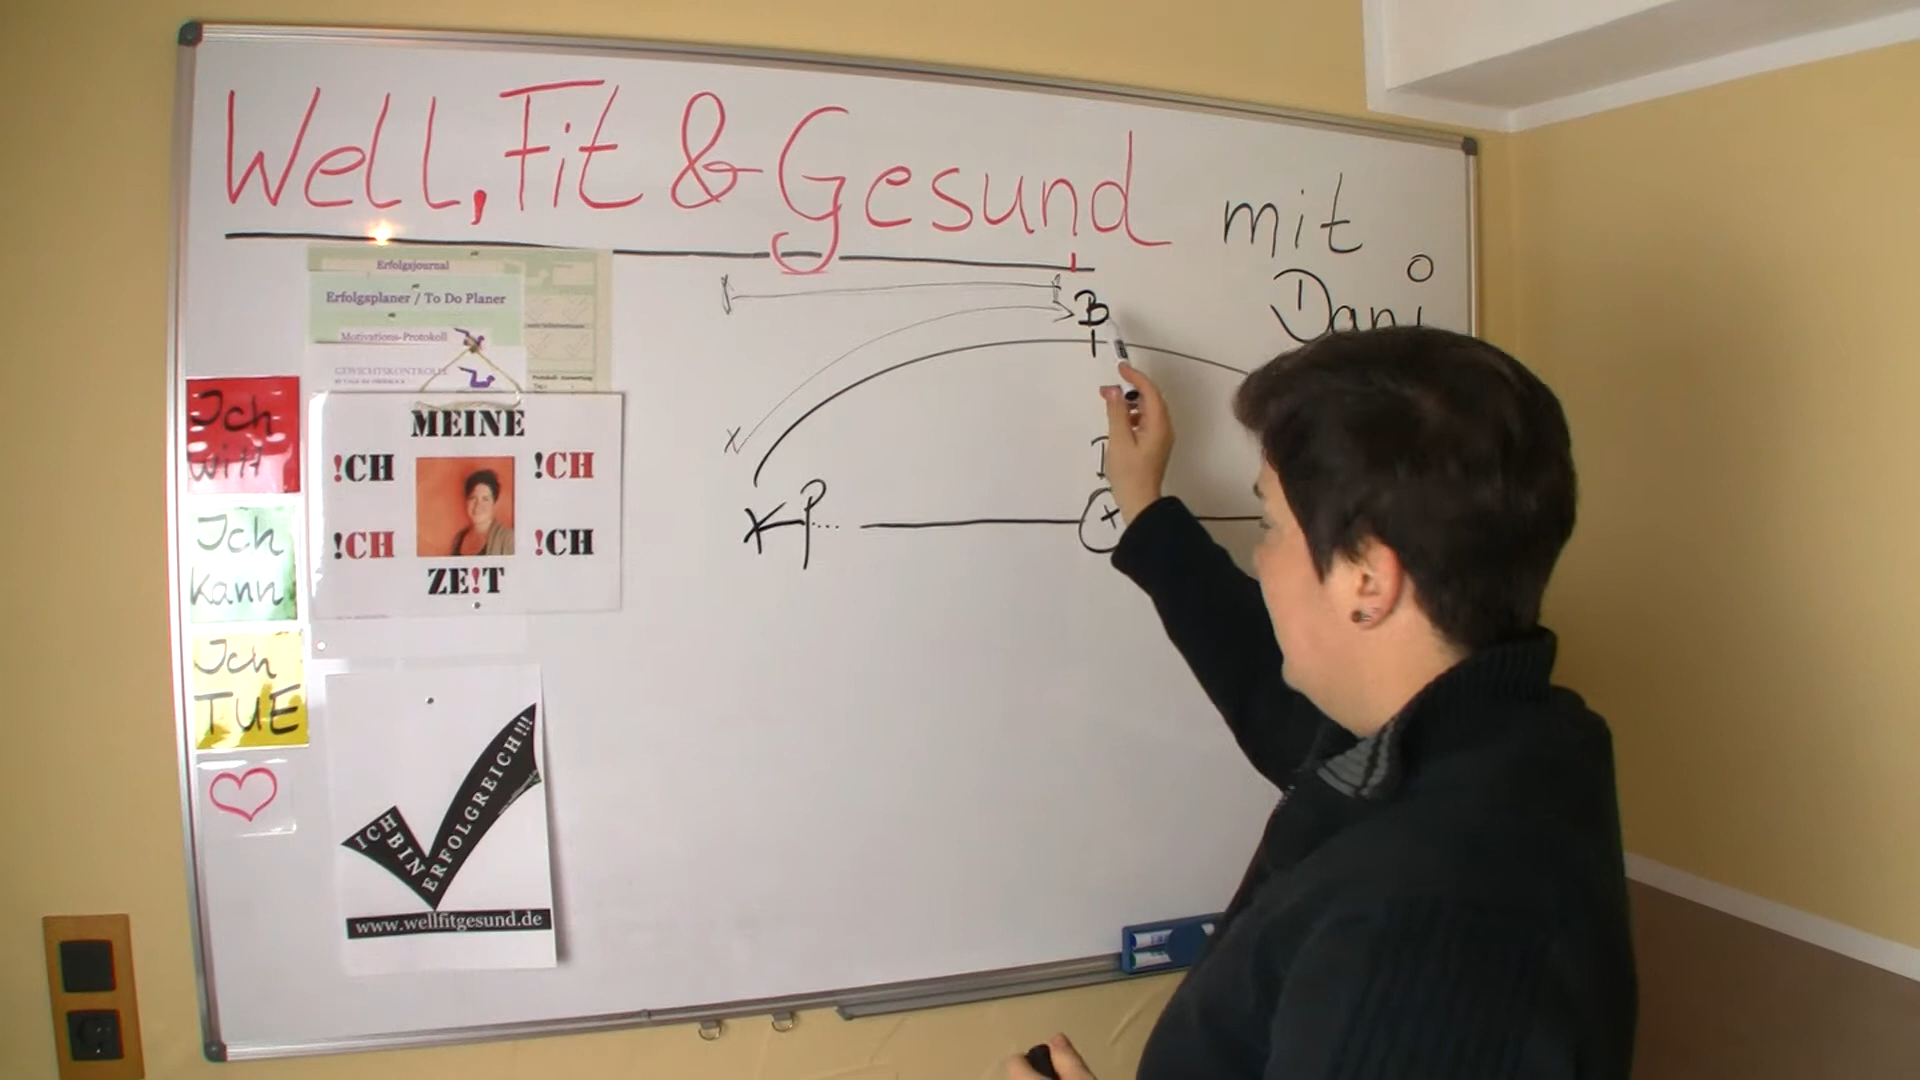 Well, Fit & Gesund mit
Dani
Erfolgsjournal
Erfolgsplaner / To Do Planer
Motivations-Protokoll
GEWICHTSKONTROLLE
B
X
KP....
+
Ich
will
Ich
kann
Ich
TUE
MEINE
!CH !CH
!CH !CH
ZE!T
ICH
BIN
ERFOLGREICH!!!
www.wellfitgesund.de